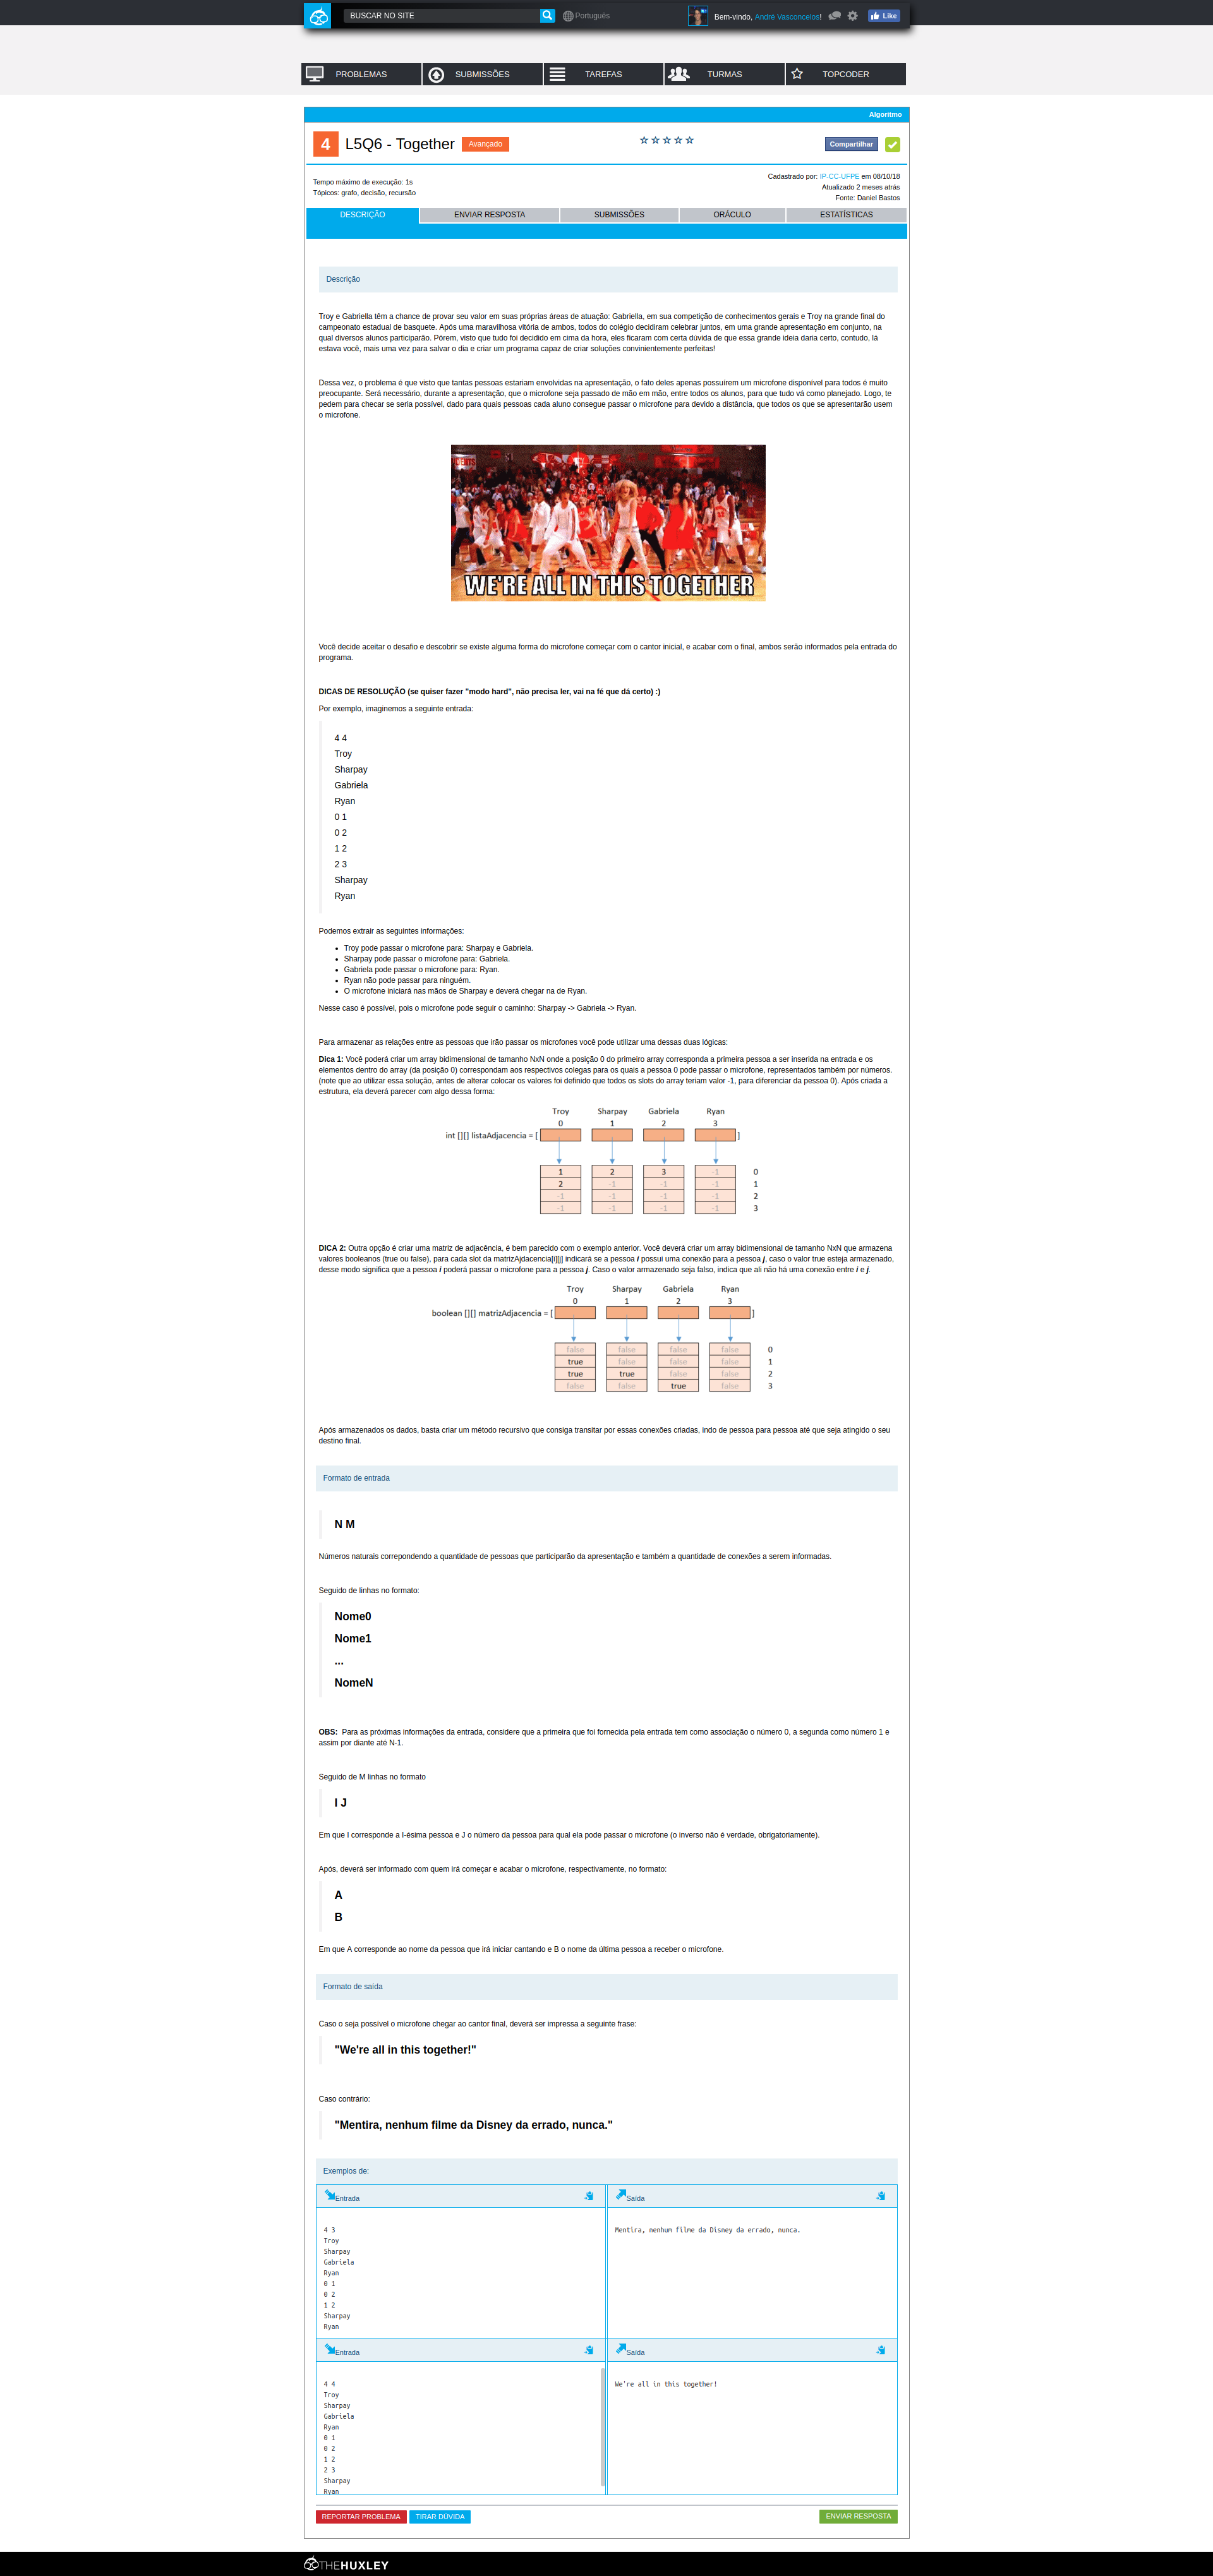 BUSCAR NO SITE
Português
Bem-vindo, André Vasconcelos!
Like
PROBLEMAS
SUBMISSÕES
TAREFAS
TURMAS
TOPCODER
Algoritmo
4 L5Q6 - Together Avançado
Compartilhar
Tempo máximo de execução: 1s
Tópicos: grafo, decisão, recursão
Cadastrado por: IP-CC-UFPE em 08/10/18
Atualizado 2 meses atrás
Fonte: Daniel Bastos
DESCRIÇÃO
ENVIAR RESPOSTA
SUBMISSÕES
ORÁCULO
ESTATÍSTICAS
Descrição
Troy e Gabriella têm a chance de provar seu valor em suas próprias áreas de atuação: Gabriella, em sua competição de conhecimentos gerais e Troy na grande final do
campeonato estadual de basquete. Após uma maravilhosa vitória de ambos, todos do colégio decidiram celebrar juntos, em uma grande apresentação em conjunto, na
qual diversos alunos participarão. Pórem, visto que tudo foi decidido em cima da hora, eles ficaram com certa dúvida de que essa grande ideia daria certo, contudo, lá
estava você, mais uma vez para salvar o dia e criar um programa capaz de criar soluções convinientemente perfeitas!
Dessa vez, o problema é que visto que tantas pessoas estariam envolvidas na apresentação, o fato deles apenas possuírem um microfone disponível para todos é muito
preocupante. Será necessário, durante a apresentação, que o microfone seja passado de mão em mão, entre todos os alunos, para que tudo vá como planejado. Logo, te
pedem para checar se seria possível, dado para quais pessoas cada aluno consegue passar o microfone para devido a distância, que todos os que se apresentarão usem
o microfone.
WE'RE ALL IN THIS TOGETHER
Você decide aceitar o desafio e descobrir se existe alguma forma do microfone começar com o cantor inicial, e acabar com o final, ambos serão informados pela entrada do
programa.
DICAS DE RESOLUÇÃO (se quiser fazer "modo hard", não precisa ler, vai na fé que dá certo) :)
Por exemplo, imaginemos a seguinte entrada:
4 4
Troy
Sharpay
Gabriela
Ryan
0 1
0 2
1 2
2 3
Sharpay
Ryan
Podemos extrair as seguintes informações:
• Troy pode passar o microfone para: Sharpay e Gabriela.
• Sharpay pode passar o microfone para: Gabriela.
• Gabriela pode passar o microfone para: Ryan.
• Ryan não pode passar para ninguém.
• O microfone iniciará nas mãos de Sharpay e deverá chegar na de Ryan.
Nesse caso é possível, pois o microfone pode seguir o caminho: Sharpay -> Gabriela -> Ryan.
Para armazenar as relações entre as pessoas que irão passar os microfones você pode utilizar uma dessas duas lógicas:
Dica 1: Você poderá criar um array bidimensional de tamanho NxN onde a posição 0 do primeiro array corresponda a primeira pessoa a ser inserida na entrada e os
elementos dentro do array (da posição 0) correspondam aos respectivos colegas para os quais a pessoa 0 pode passar o microfone, representados também por números.
(note que ao utilizar essa solução, antes de alterar colocar os valores foi definido que todos os slots do array teriam valor -1, para diferenciar da pessoa 0). Após criada a
estrutura, ela deverá parecer com algo dessa forma:
Troy Sharpay Gabriela Ryan
0 1 2 3
int [][] listaAdjacencia = [ ]
1 2 3 -1 0
2 -1 -1 -1 1
-1 -1 -1 -1 2
-1 -1 -1 -1 3
DICA 2: Outra opção é criar uma matriz de adjacência, é bem parecido com o exemplo anterior. Você deverá criar um array bidimensional de tamanho NxN que armazena
valores booleanos (true ou false), para cada slot da matrizAjdacencia[i][j] indicará se a pessoa i possui uma conexão para a pessoa j, caso o valor true esteja armazenado,
desse modo significa que a pessoa i poderá passar o microfone para a pessoa j. Caso o valor armazenado seja falso, indica que ali não há uma conexão entre i e j.
Troy Sharpay Gabriela Ryan
0 1 2 3
boolean [][] matrizAdjacencia = [ ]
false false false false 0
true false false false 1
true true false false 2
false false true false 3
Após armazenados os dados, basta criar um método recursivo que consiga transitar por essas conexões criadas, indo de pessoa para pessoa até que seja atingido o seu
destino final.
Formato de entrada
N M
Números naturais correpondendo a quantidade de pessoas que participarão da apresentação e também a quantidade de conexões a serem informadas.
Seguido de linhas no formato:
Nome0
Nome1
...
NomeN
OBS: Para as próximas informações da entrada, considere que a primeira que foi fornecida pela entrada tem como associação o número 0, a segunda como número 1 e
assim por diante até N-1.
Seguido de M linhas no formato
I J
Em que I corresponde a I-ésima pessoa e J o número da pessoa para qual ela pode passar o microfone (o inverso não é verdade, obrigatoriamente).
Após, deverá ser informado com quem irá começar e acabar o microfone, respectivamente, no formato:
A
B
Em que A corresponde ao nome da pessoa que irá iniciar cantando e B o nome da última pessoa a receber o microfone.
Formato de saída
Caso o seja possível o microfone chegar ao cantor final, deverá ser impressa a seguinte frase:
"We're all in this together!"
Caso contrário:
"Mentira, nenhum filme da Disney da errado, nunca."
Exemplos de:
Entrada
Saída
4 3
Troy
Sharpay
Gabriela
Ryan
0 1
0 2
1 2
Sharpay
Ryan
Mentira, nenhum filme da Disney da errado, nunca.
Entrada
Saída
4 4
Troy
Sharpay
Gabriela
Ryan
0 1
0 2
1 2
2 3
Sharpay
Ryan
We're all in this together!
REPORTAR PROBLEMA
TIRAR DÚVIDA
ENVIAR RESPOSTA
THEHUXLEY